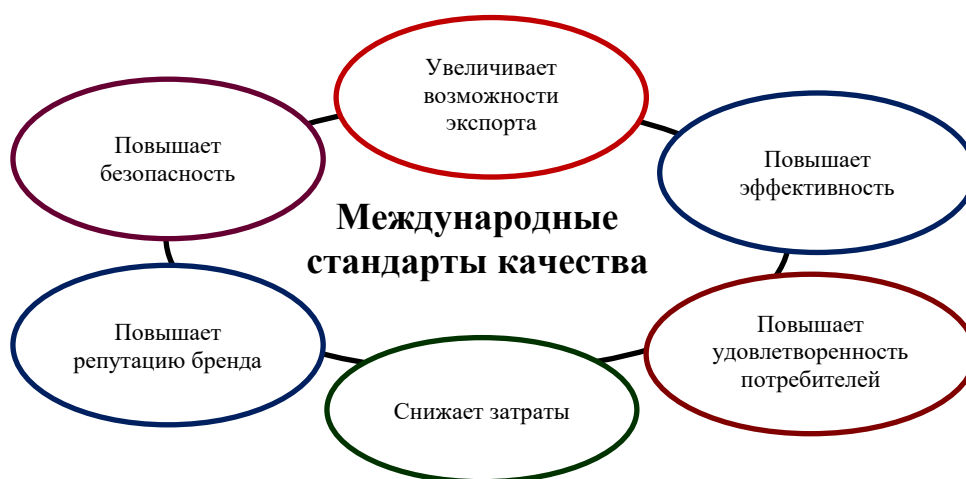 Увеличивает
возможности
экспорта
Повышает
безопасность
Повышает
эффективность
Международные
стандарты качества
Повышает
репутацию бренда
Повышает
удовлетворенность
потребителей
Снижает затраты